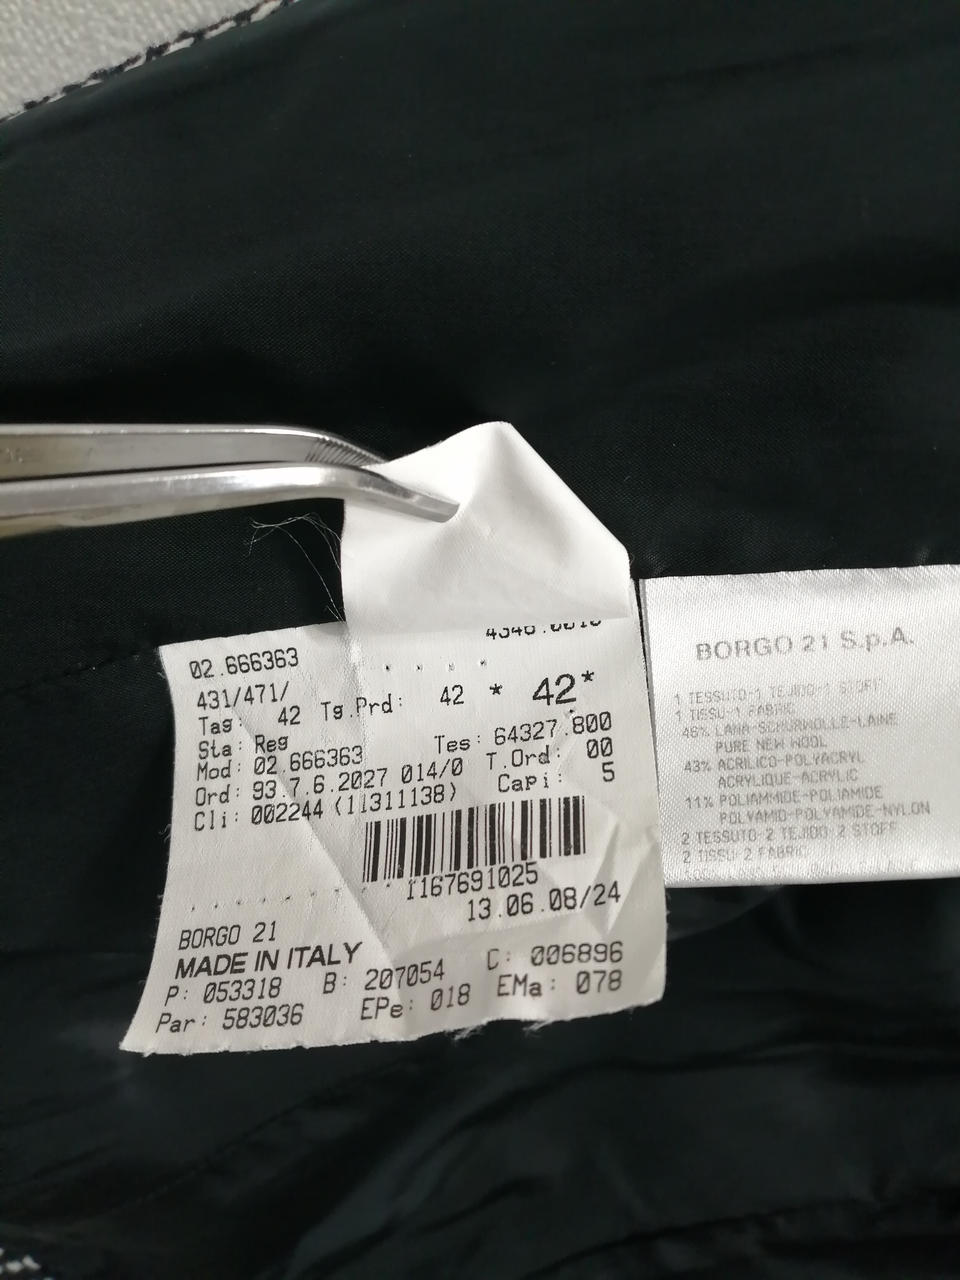 02.666363
431/471/
Tag: 42 Tg.Prd: 42 * 42*
Sta: Reg Tes: 64327.800
Mod: 02.666363 T.Ord: 00
Ord: 93.7.6.2027 014/0 Capi: 5
Cli: 002244 (11311138)
1167691025
13.06.08/24
BORGO 21
MADE IN ITALY
P: 053318 B: 207054 C: 006896
Par: 583036 EPe: 018 EMa: 078
BORGO 21 S.p.A.
1 TESSUTO-1 TEJIDO-1 STOFF
1 TISSU-1 FABRIC
46% LANA-SCHURWOLLE-LAINE
PURE NEW WOOL
43% ACRILICO-POLYACRYL
ACRYLIQUE-ACRYLIC
11% POLIAMMIDE-POLIAMIDE
POLYAMID-POLYAMIDE-NYLON
2 TESSUTO-2 TEJIDO-2 STOFF
2 TISSU-2 FABRIC